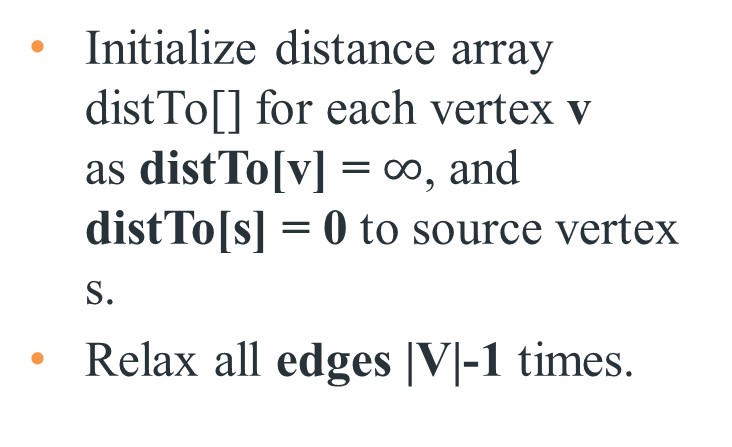 • Initialize distance array
distTo[] for each vertex v
as distTo[v] = ∞, and
distTo[s] = 0 to source vertex
s.
• Relax all edges |V|-1 times.